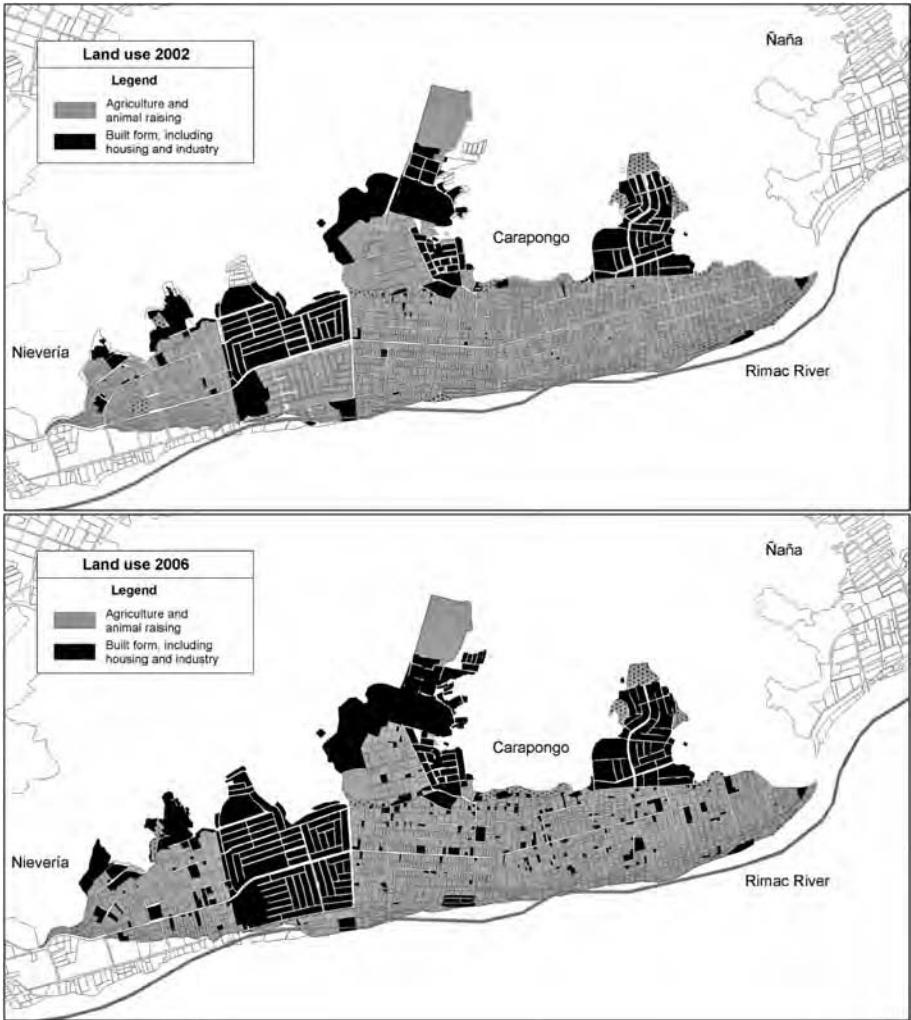 Land use 2002
Legend
Agriculture and
animal raising
Built form, including
housing and industry
Ñaña
Carapongo
Nievería
Rimac River
Land use 2006
Legend
Agriculture and
animal raising
Built form, including
housing and industry
Ñaña
Carapongo
Nievería
Rimac River